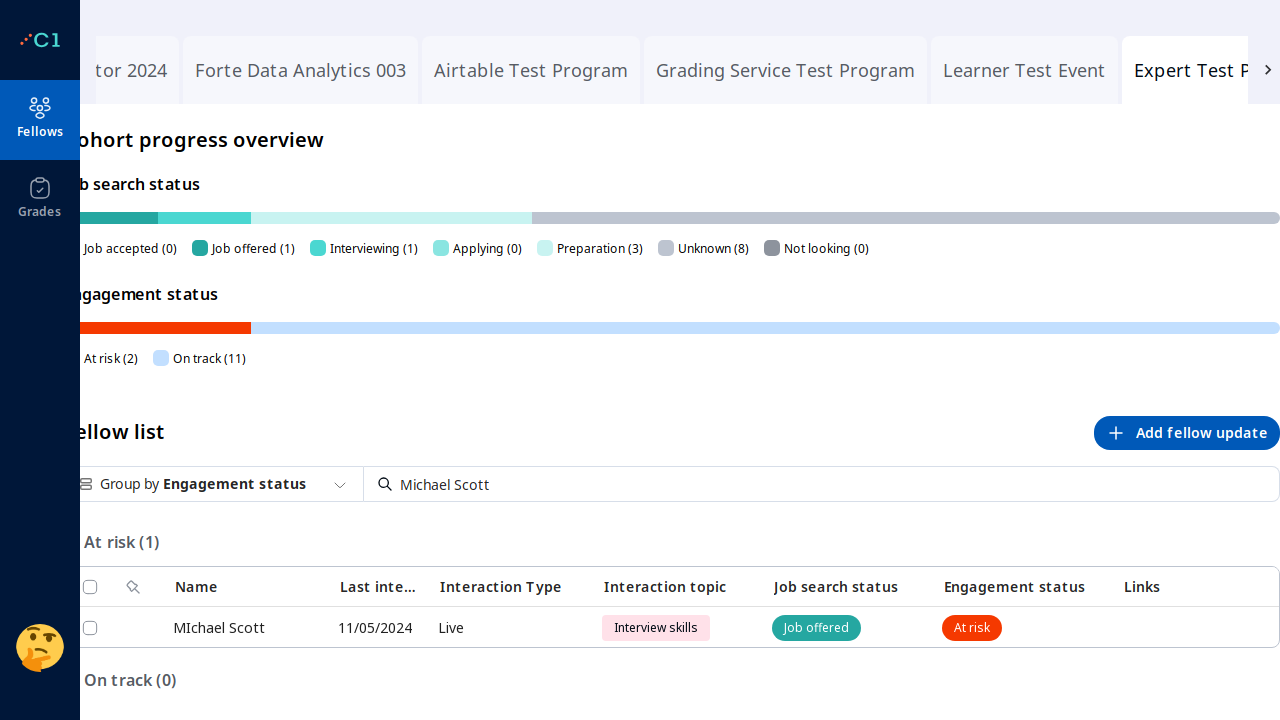 C1
Fellows
Grades
tor 2024
Forte Data Analytics 003
Airtable Test Program
Grading Service Test Program
Learner Test Event
Expert Test P
ohort progress overview
b search status
Job accepted (0)
Job offered (1)
Interviewing (1)
Applying (0)
Preparation (3)
Unknown (8)
Not looking (0)
ngagement status
At risk (2)
On track (11)
ellow list
Add fellow update
Group by Engagement status
Michael Scott
At risk (1)
Name
Last inte...
Interaction Type
Interaction topic
Job search status
Engagement status
Links
MIchael Scott
11/05/2024
Live
Interview skills
Job offered
At risk
On track (0)